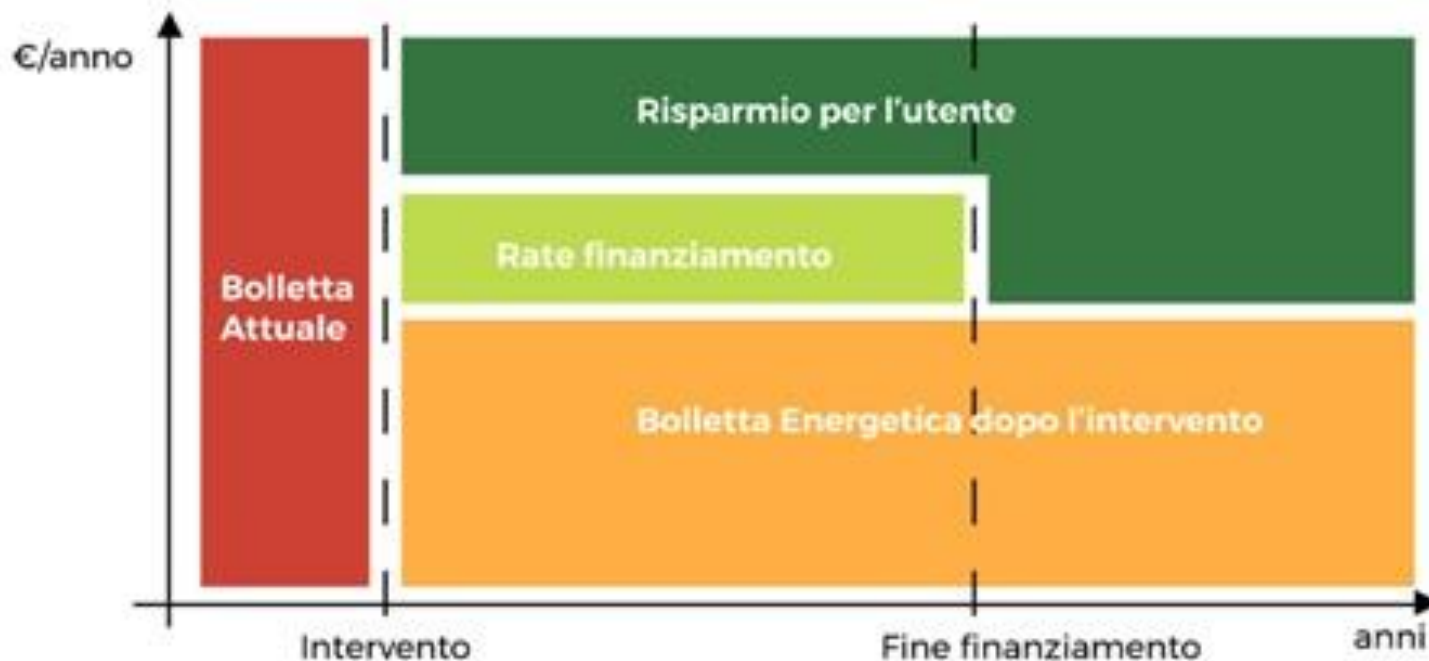 €/anno
Risparmio per l'utente
Rate finanziamento
Bolletta
Attuale
Bolletta Energetica dopo l'intervento
Intervento
Fine finanziamento
anni